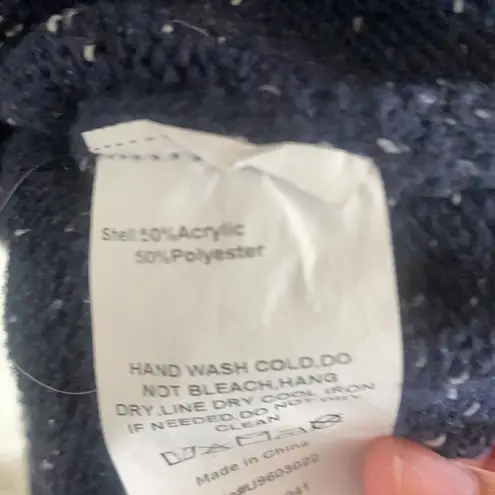 Shell:50%Acrylic
50%Polyester
HAND WASH COLD,DO
NOT BLEACH,HANG
DRY,LINE DRY COOL IRON
IF NEEDED,DO NOT DRY
CLEAN
Made in China